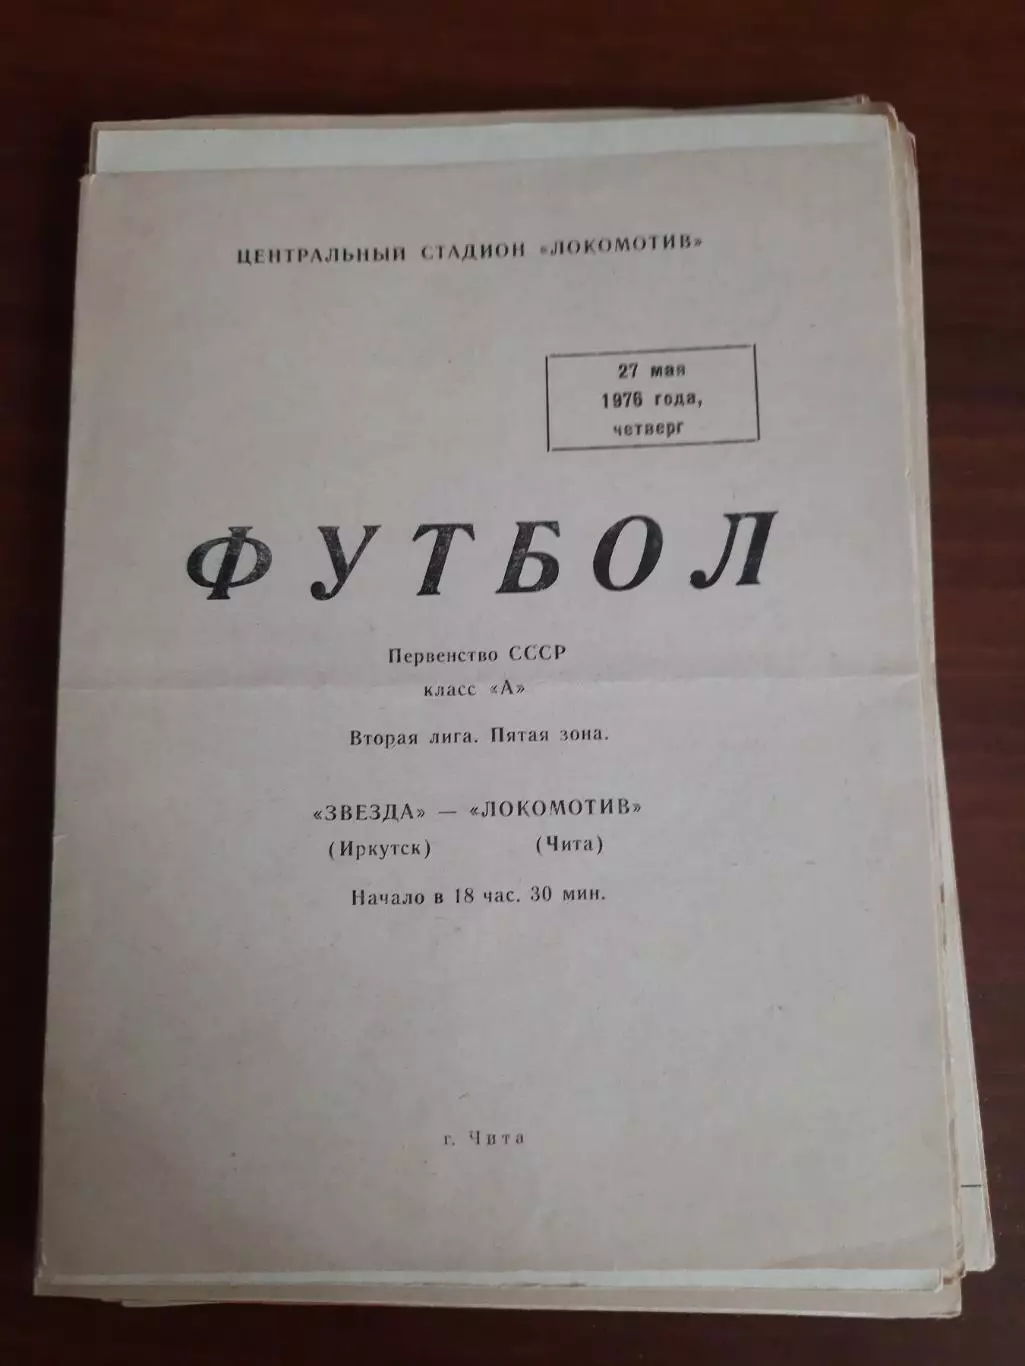 ЦЕНТРАЛЬНЫЙ СТАДИОН «ЛОКОМОТИВ»
27 мая
1976 года,
четверг
ФУТБОЛ
Первенство СССР
класс «А»
Вторая лига. Пятая зона.
«ЗВЕЗДА» — «ЛОКОМОТИВ»
(Иркутск) (Чита)
Начало в 18 час. 30 мин.
г. Чита